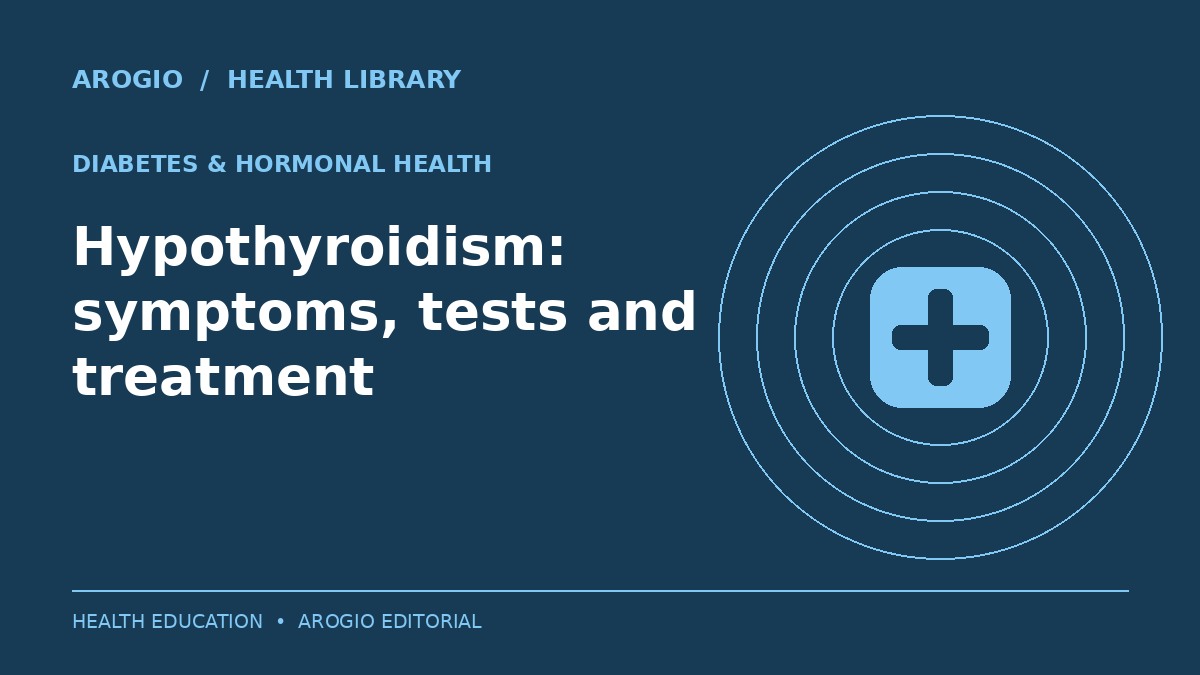 AROGIO / HEALTH LIBRARY
DIABETES & HORMONAL HEALTH
Hypothyroidism:
symptoms, tests and
treatment
HEALTH EDUCATION • AROGIO EDITORIAL